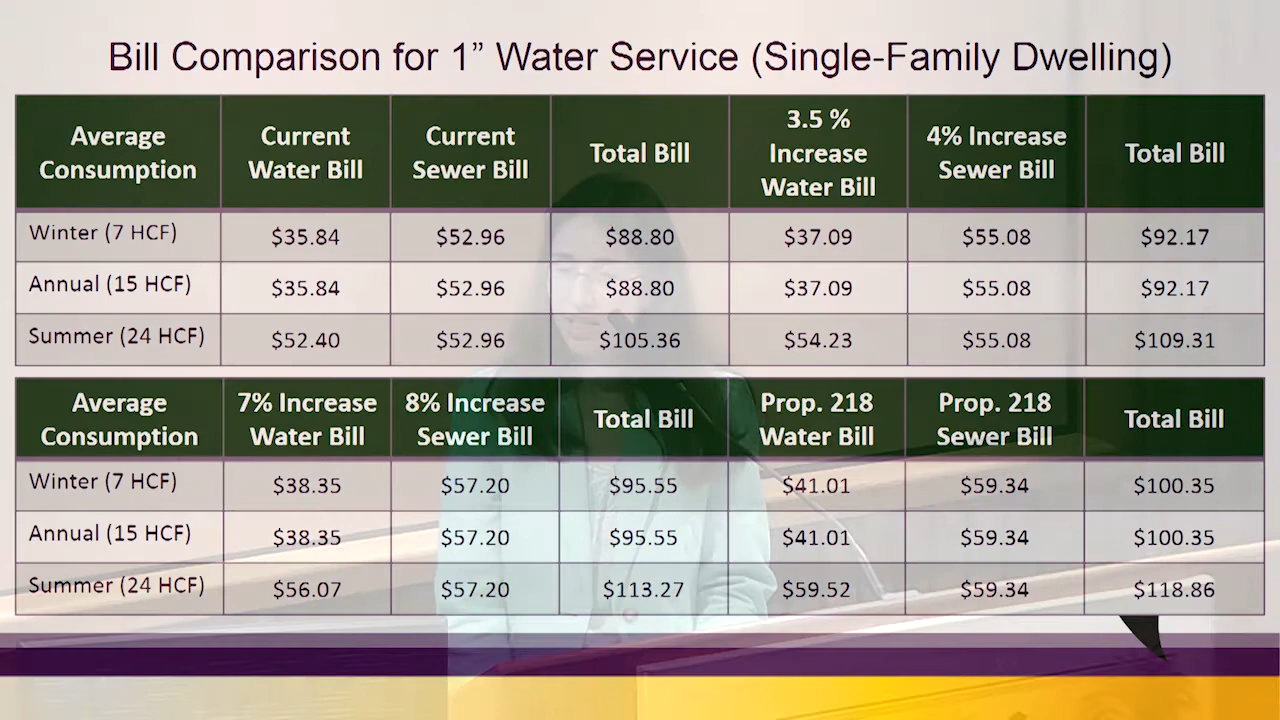 Bill Comparison for 1” Water Service (Single-Family Dwelling)
Average Consumption Current Water Bill Current Sewer Bill Total Bill 3.5 % Increase Water Bill 4% Increase Sewer Bill Total Bill
Winter (7 HCF) $35.84 $52.96 $88.80 $37.09 $55.08 $92.17
Annual (15 HCF) $35.84 $52.96 $88.80 $37.09 $55.08 $92.17
Summer (24 HCF) $52.40 $52.96 $105.36 $54.23 $55.08 $109.31
Average Consumption 7% Increase Water Bill 8% Increase Sewer Bill Total Bill Prop. 218 Water Bill Prop. 218 Sewer Bill Total Bill
Winter (7 HCF) $38.35 $57.20 $95.55 $41.01 $59.34 $100.35
Annual (15 HCF) $38.35 $57.20 $95.55 $41.01 $59.34 $100.35
Summer (24 HCF) $56.07 $57.20 $113.27 $59.52 $59.34 $118.86